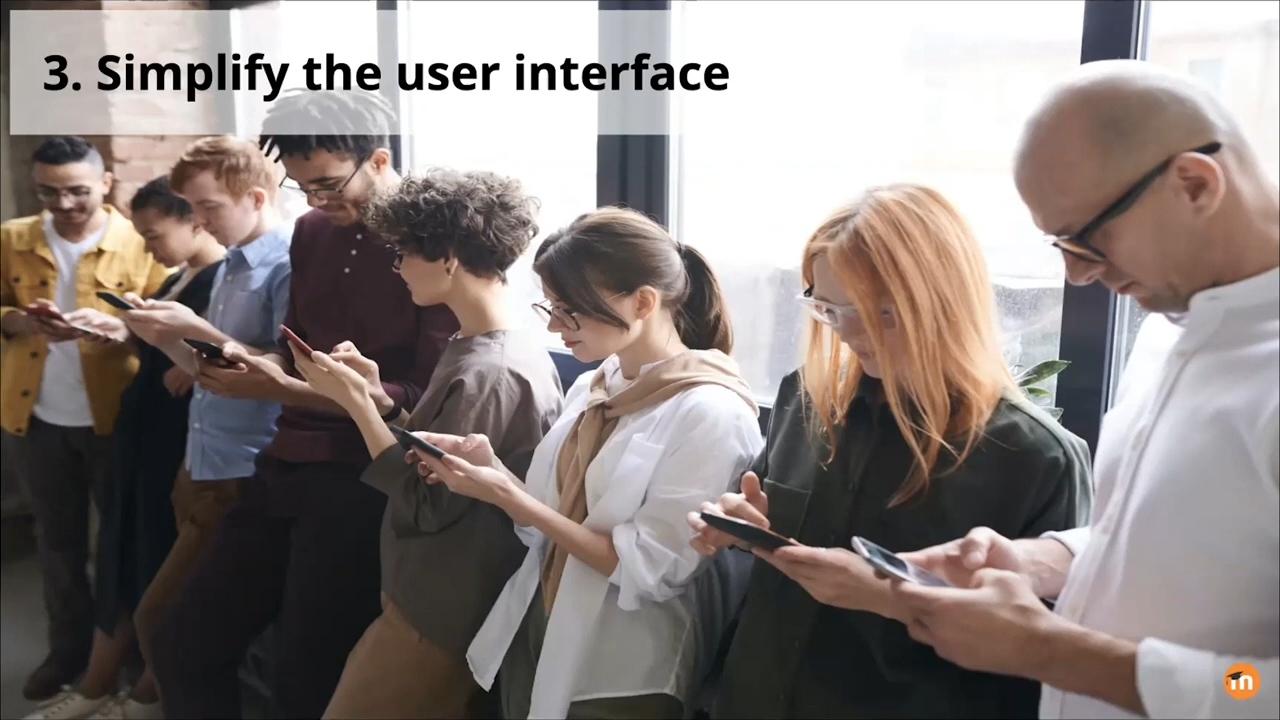 3. Simplify the user interface
m